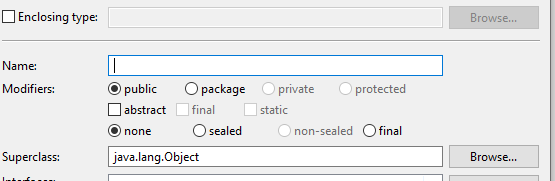 Enclosing type: Browse...
Name:
Modifiers: public package private protected
abstract final static
none sealed non-sealed final
Superclass: java.lang.Object Browse...